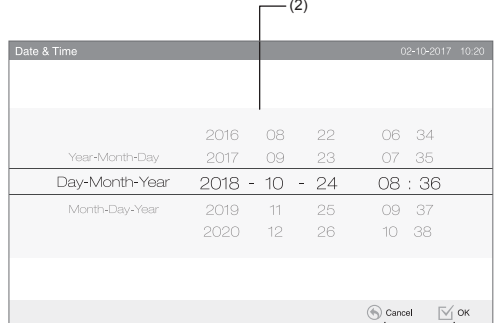 (2)
Date & Time 02-10-2017 10:20
2016 08 22 06 34
Year-Month-Day 2017 09 23 07 35
Day-Month-Year 2018 - 10 - 24 08 : 36
Month-Day-Year 2019 11 25 09 37
2020 12 26 10 38
Cancel OK